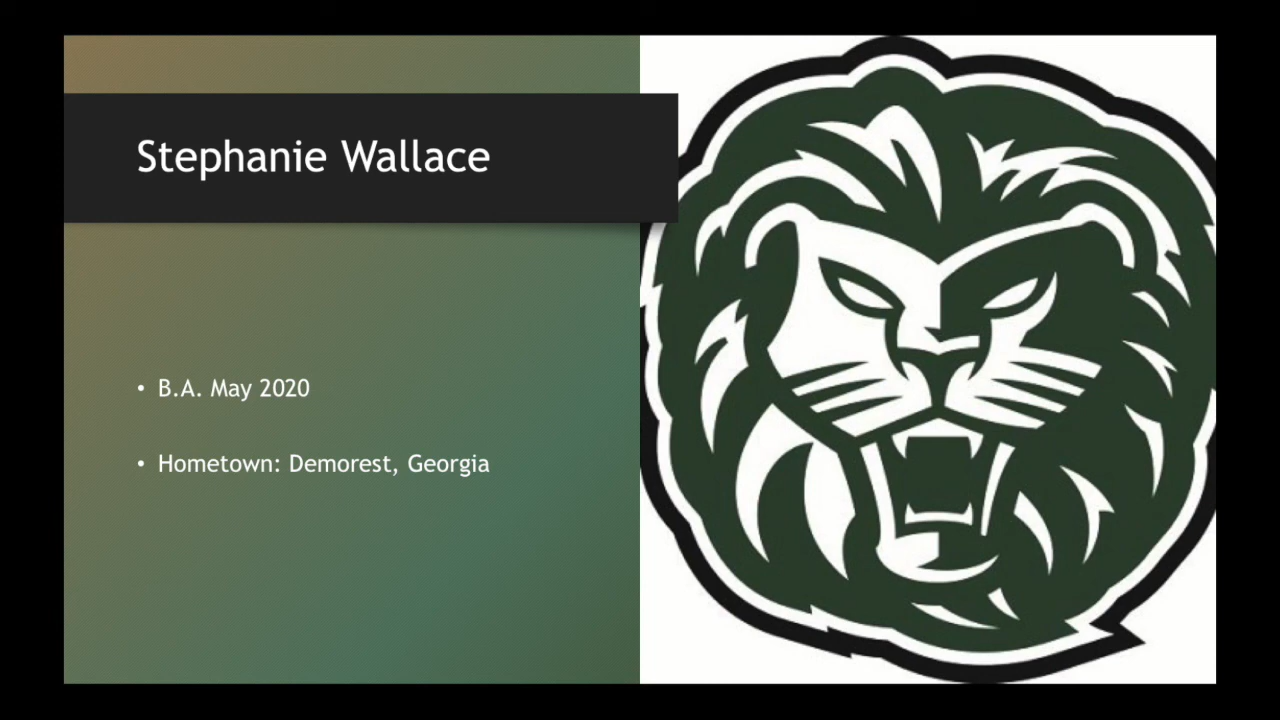 Stephanie Wallace
• B.A. May 2020
• Hometown: Demorest, Georgia